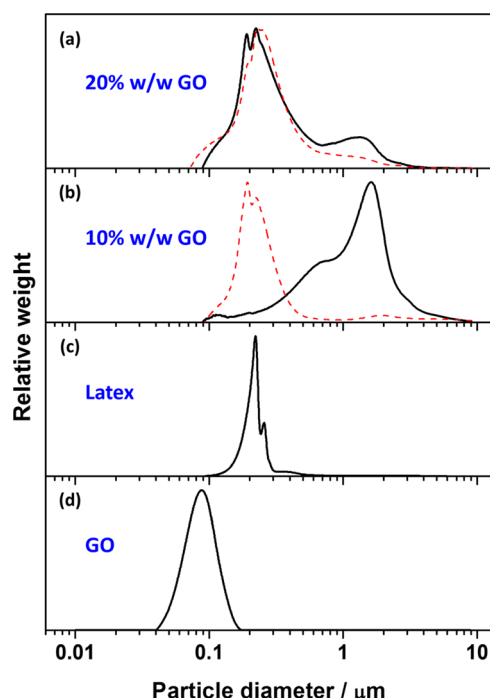 (a)
20% w/w GO
(b)
10% w/w GO
(c)
Latex
(d)
GO
Relative weight
0.01 0.1 1 10
Particle diameter / μm